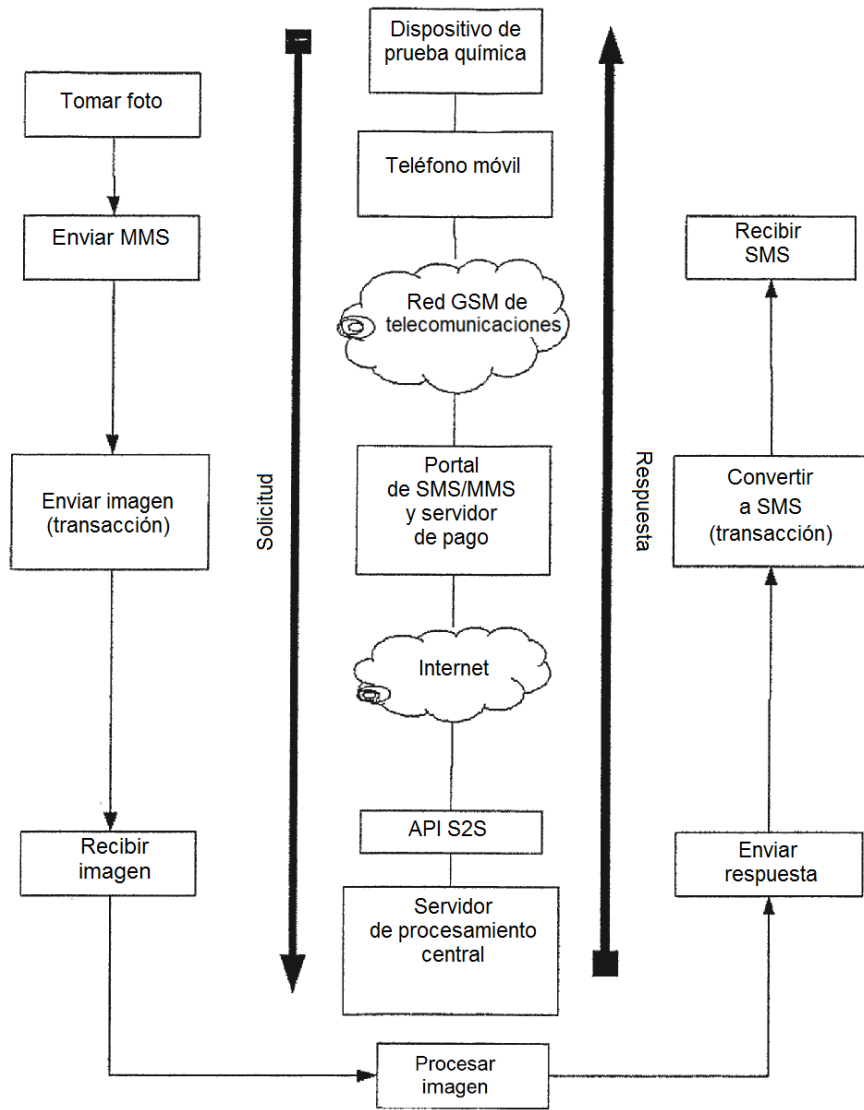 Dispositivo de
prueba química
Tomar foto
Teléfono móvil
Enviar MMS
Recibir
SMS
Red GSM de
telecomunicaciones
Solicitud
Portal
de SMS/MMS
y servidor
de pago
Respuesta
Enviar imagen
(transacción)
Convertir
a SMS
(transacción)
Internet
API S2S
Recibir
imagen
Enviar
respuesta
Servidor
de procesamiento
central
Procesar
imagen